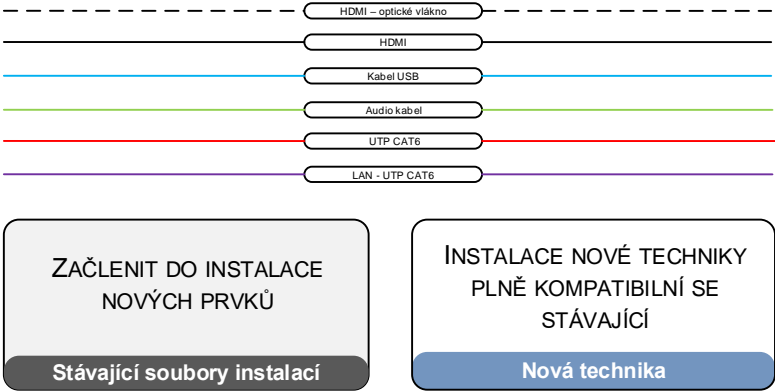 HDMI – optické vlákno
HDMI
Kabel USB
Audio kabel
UTP CAT6
LAN - UTP CAT6
ZAČLENIT DO INSTALACE
NOVÝCH PRVKŮ
Stávající soubory instalací
INSTALACE NOVÉ TECHNIKY
PLNĚ KOMPATIBILNÍ SE
STÁVAJÍCÍ
Nová technika